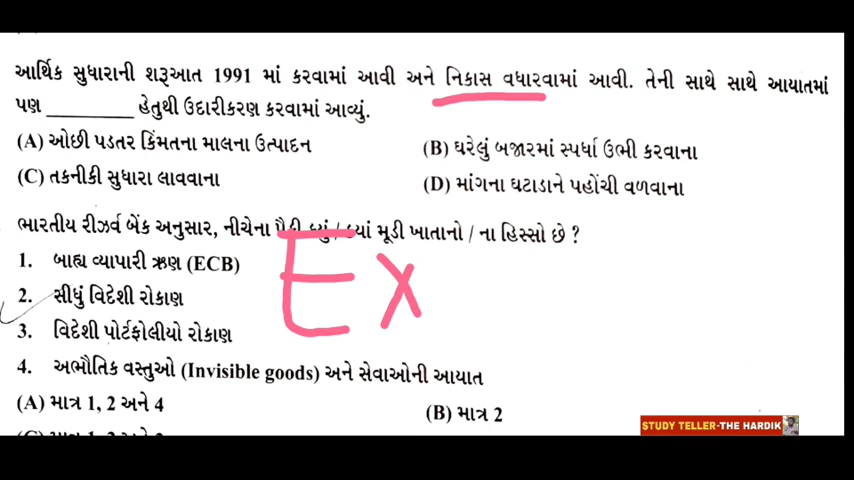 આર્થિક સુધારાની શરૂઆત 1991 માં કરવામાં આવી અને નિકાસ વધારવામાં આવી. તેની સાથે સાથે આયાતમાં
પણ ________ હેતુથી ઉદારીકરણ કરવામાં આવ્યું.
(A) ઓછી પડતર કિંમતના માલના ઉત્પાદન
(B) ઘરેલું બજારમાં સ્પર્ધા ઉભી કરવાના
(C) તકનીકી સુધારા લાવવાના
(D) માંગના ઘટાડાને પહોંચી વળવાના
ભારતીય રીઝર્વ બેંક અનુસાર, નીચેના પૈકી ક્યું / ક્યાં મૂડી ખાતાનો / ના હિસ્સો છે ?
1. બાહ્ય વ્યાપારી ઋણ (ECB)
2. સીધું વિદેશી રોકાણ
3. વિદેશી પોર્ટફોલીયો રોકાણ
4. અભૌતિક વસ્તુઓ (Invisible goods) અને સેવાઓની આયાત
(A) માત્ર 1, 2 અને 4
(B) માત્ર 2
Ex
STUDY TELLER-THE HARDIK